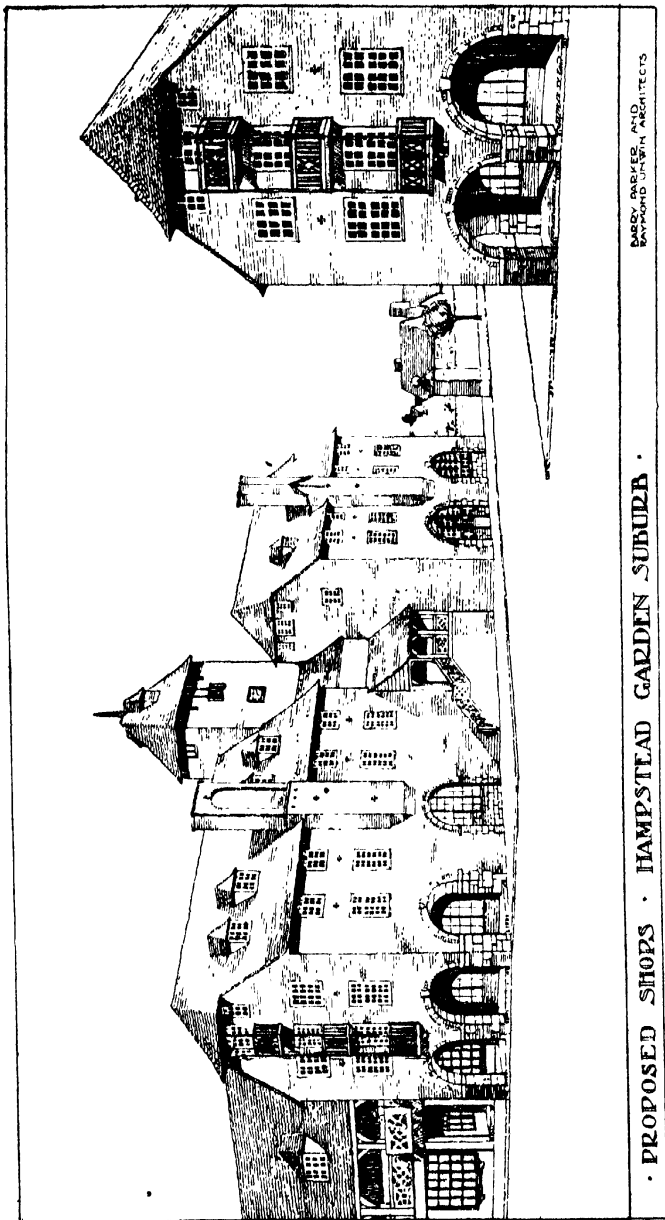 BARRY PARKER AND
RAYMOND UNWIN ARCHITECTS
· PROPOSED SHOPS · HAMPSTEAD GARDEN SUBURB ·